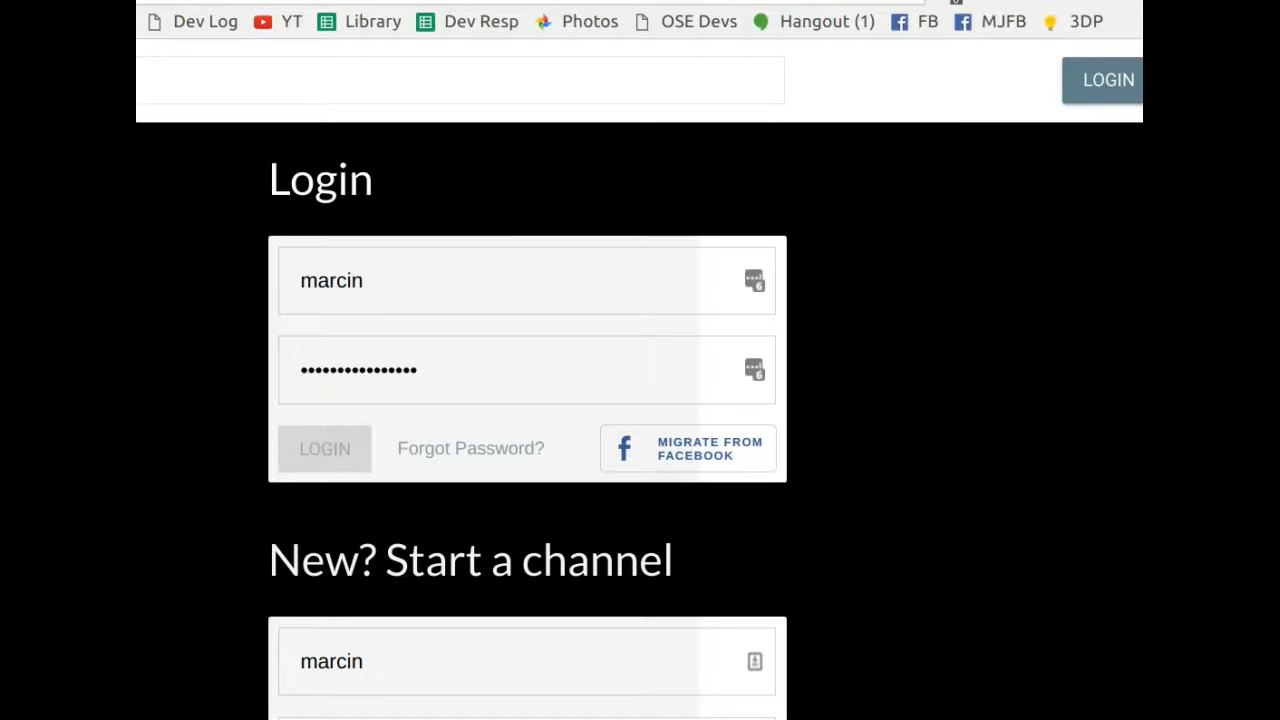 Dev Log YT Library Dev Resp Photos OSE Devs Hangout (1) FB MJFB 3DP
LOGIN
Login
marcin
••••••••••••••••
LOGIN Forgot Password? MIGRATE FROM
FACEBOOK
New? Start a channel
marcin